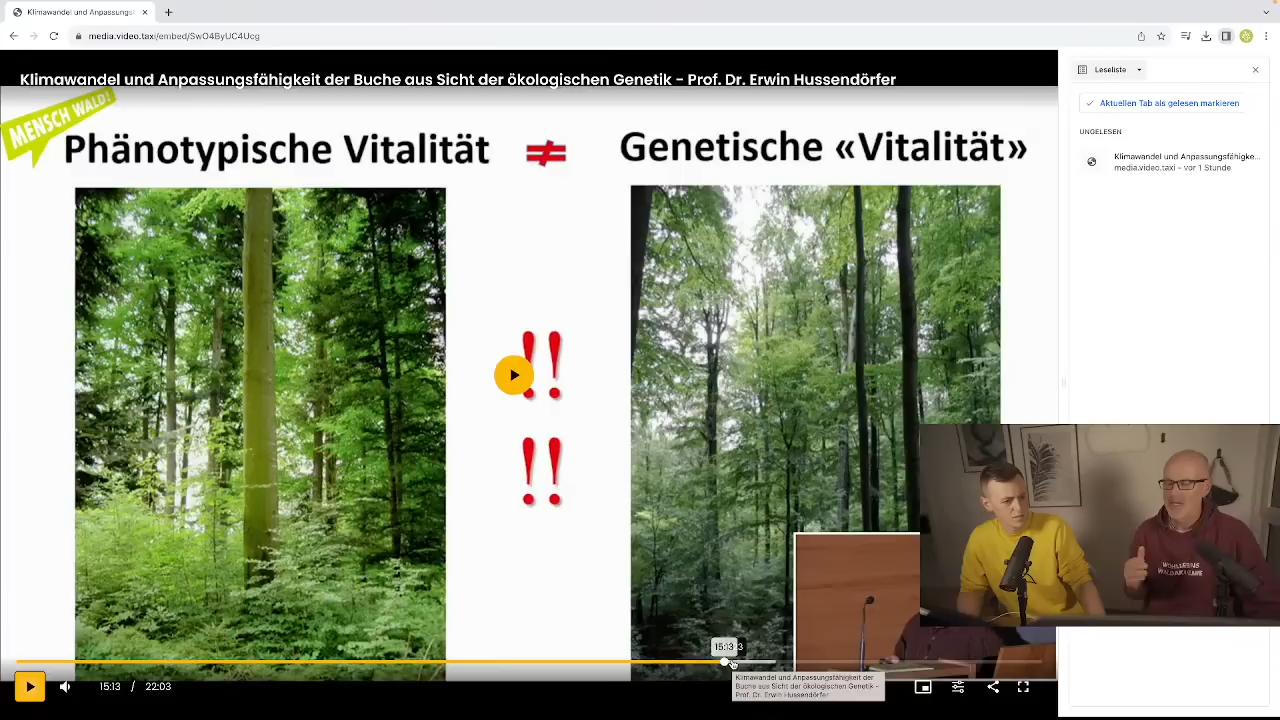 Klimawandel und Anpassungs
media.video.taxi/embed/SwO4ByUC4Ucg
Klimawandel und Anpassungsfähigkeit der Buche aus Sicht der ökologischen Genetik - Prof. Dr. Erwin Hussendörfer
MENSCH WALD!
Phänotypische Vitalität ≠ Genetische «Vitalität»
!!
!!
Leseliste
Aktuellen Tab als gelesen markieren
UNGELESEN
Klimawandel und Anpassungsfähigke...
media.video.taxi – vor 1 Stunde
WOHLLEBENS
WALDAKADEMIE
15:13
15:13 / 22:03
Klimawandel und Anpassungsfähigkeit der
Buche aus Sicht der ökologischen Genetik -
Prof. Dr. Erwin Hussendörfer